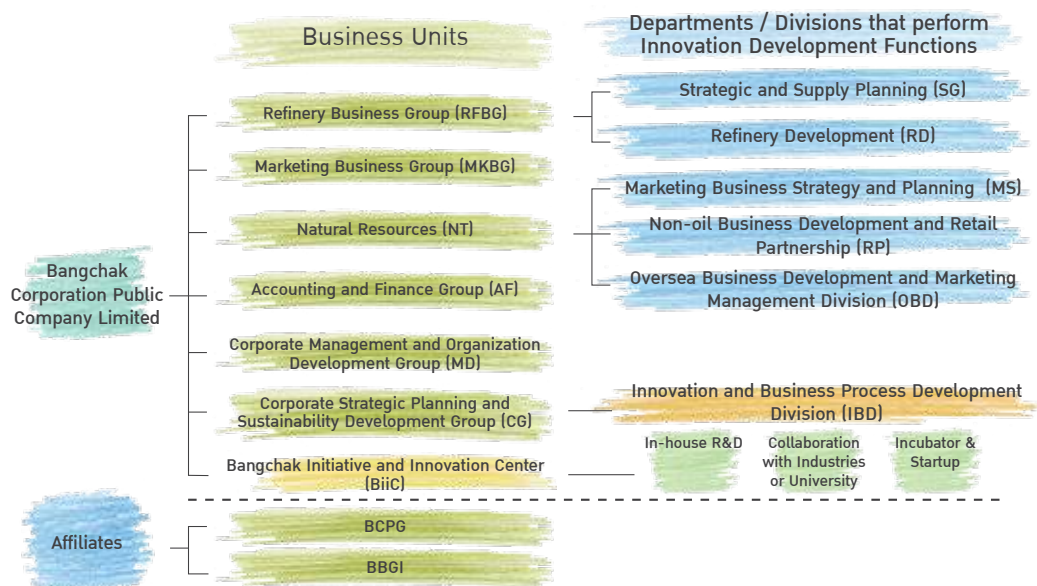 Business Units
Departments / Divisions that perform
Innovation Development Functions
Bangchak
Corporation Public
Company Limited
Refinery Business Group (RFBG)
Strategic and Supply Planning (SG)
Refinery Development (RD)
Marketing Business Group (MKBG)
Natural Resources (NT)
Marketing Business Strategy and Planning (MS)
Non-oil Business Development and Retail
Partnership (RP)
Oversea Business Development and Marketing
Management Division (OBD)
Accounting and Finance Group (AF)
Corporate Management and Organization
Development Group (MD)
Corporate Strategic Planning and
Sustainability Development Group (CG)
Innovation and Business Process Development
Division (IBD)
Bangchak Initiative and Innovation Center
(BiiC)
In-house R&D
Collaboration
with Industries
or University
Incubator &
Startup
Affiliates
BCPG
BBGI